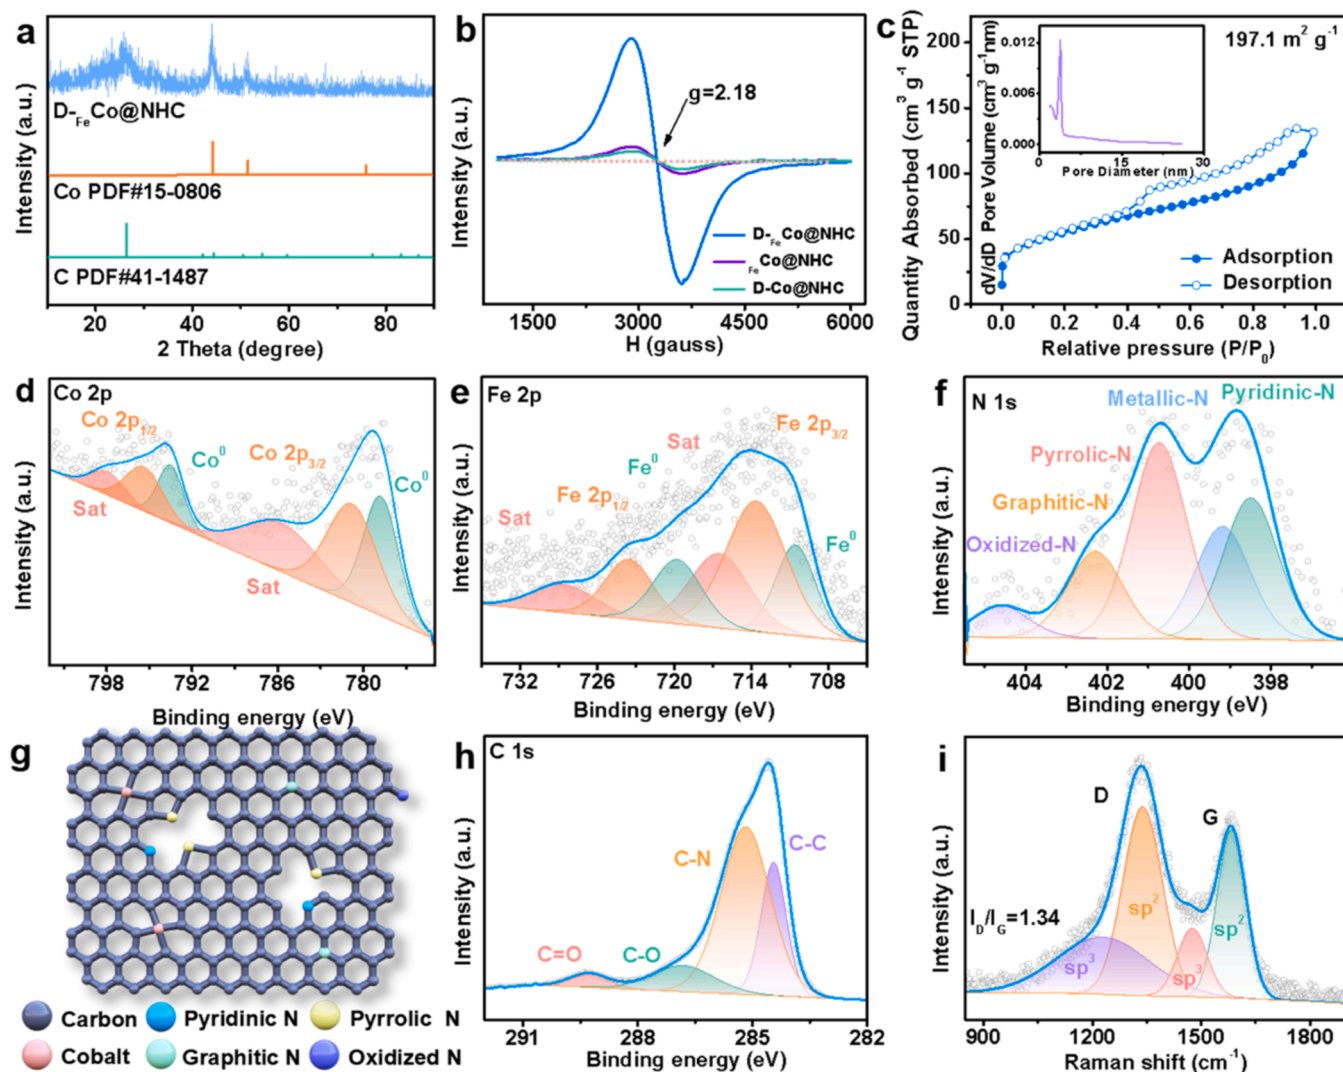 a
Intensity (a.u.)
D-FeCo@NHC
Co PDF#15-0806
C PDF#41-1487
20 40 60 80
2 Theta (degree)
b
Intensity (a.u.)
g=2.18
D-FeCo@NHC
FeCo@NHC
D-Co@NHC
1500 3000 4500 6000
H (gauss)
c
Quantity Absorbed (cm³ g⁻¹ STP)
200
150
100
50
0
197.1 m² g⁻¹
dV/dD Pore Volume (cm³ g⁻¹nm)
0.012
0.006
0.000
0 10 20 30
Pore Diameter (nm)
Adsorption
Desorption
0.0 0.2 0.4 0.6 0.8 1.0
Relative pressure (P/P₀)
d
Co 2p
Intensity (a.u.)
Co 2p₁/₂
Co⁰
Co 2p₃/₂
Co⁰
Sat
Sat
798 792 786 780
Binding energy (eV)
e
Fe 2p
Intensity (a.u.)
Fe 2p₃/₂
Sat
Fe⁰
Fe 2p₁/₂
Sat
Fe⁰
732 726 720 714 708
Binding energy (eV)
f
N 1s
Intensity (a.u.)
Pyridinic-N
Metallic-N
Pyrrolic-N
Graphitic-N
Oxidized-N
404 402 400 398
Binding energy (eV)
g
Carbon Pyridinic N Pyrrolic N
Cobalt Graphitic N Oxidized N
h
C 1s
Intensity (a.u.)
C-N
C-C
C=O
C-O
291 288 285 282
Binding energy (eV)
i
Intensity (a.u.)
D
G
I_D/I_G=1.34
sp²
sp²
sp³
sp³
900 1200 1500 1800
Raman shift (cm⁻¹)